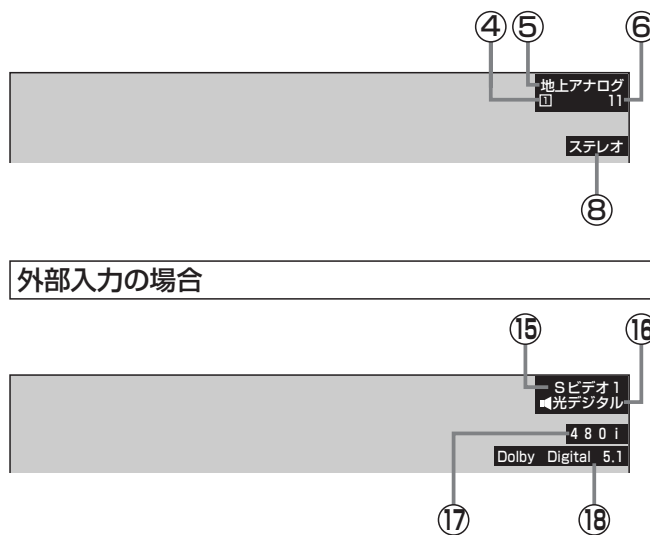 ④ ⑤ ⑥
地上アナログ
1 11
ステレオ
⑧
外部入力の場合
⑮ ⑯
Sビデオ1
光デジタル
480i
Dolby Digital 5.1
⑰ ⑱